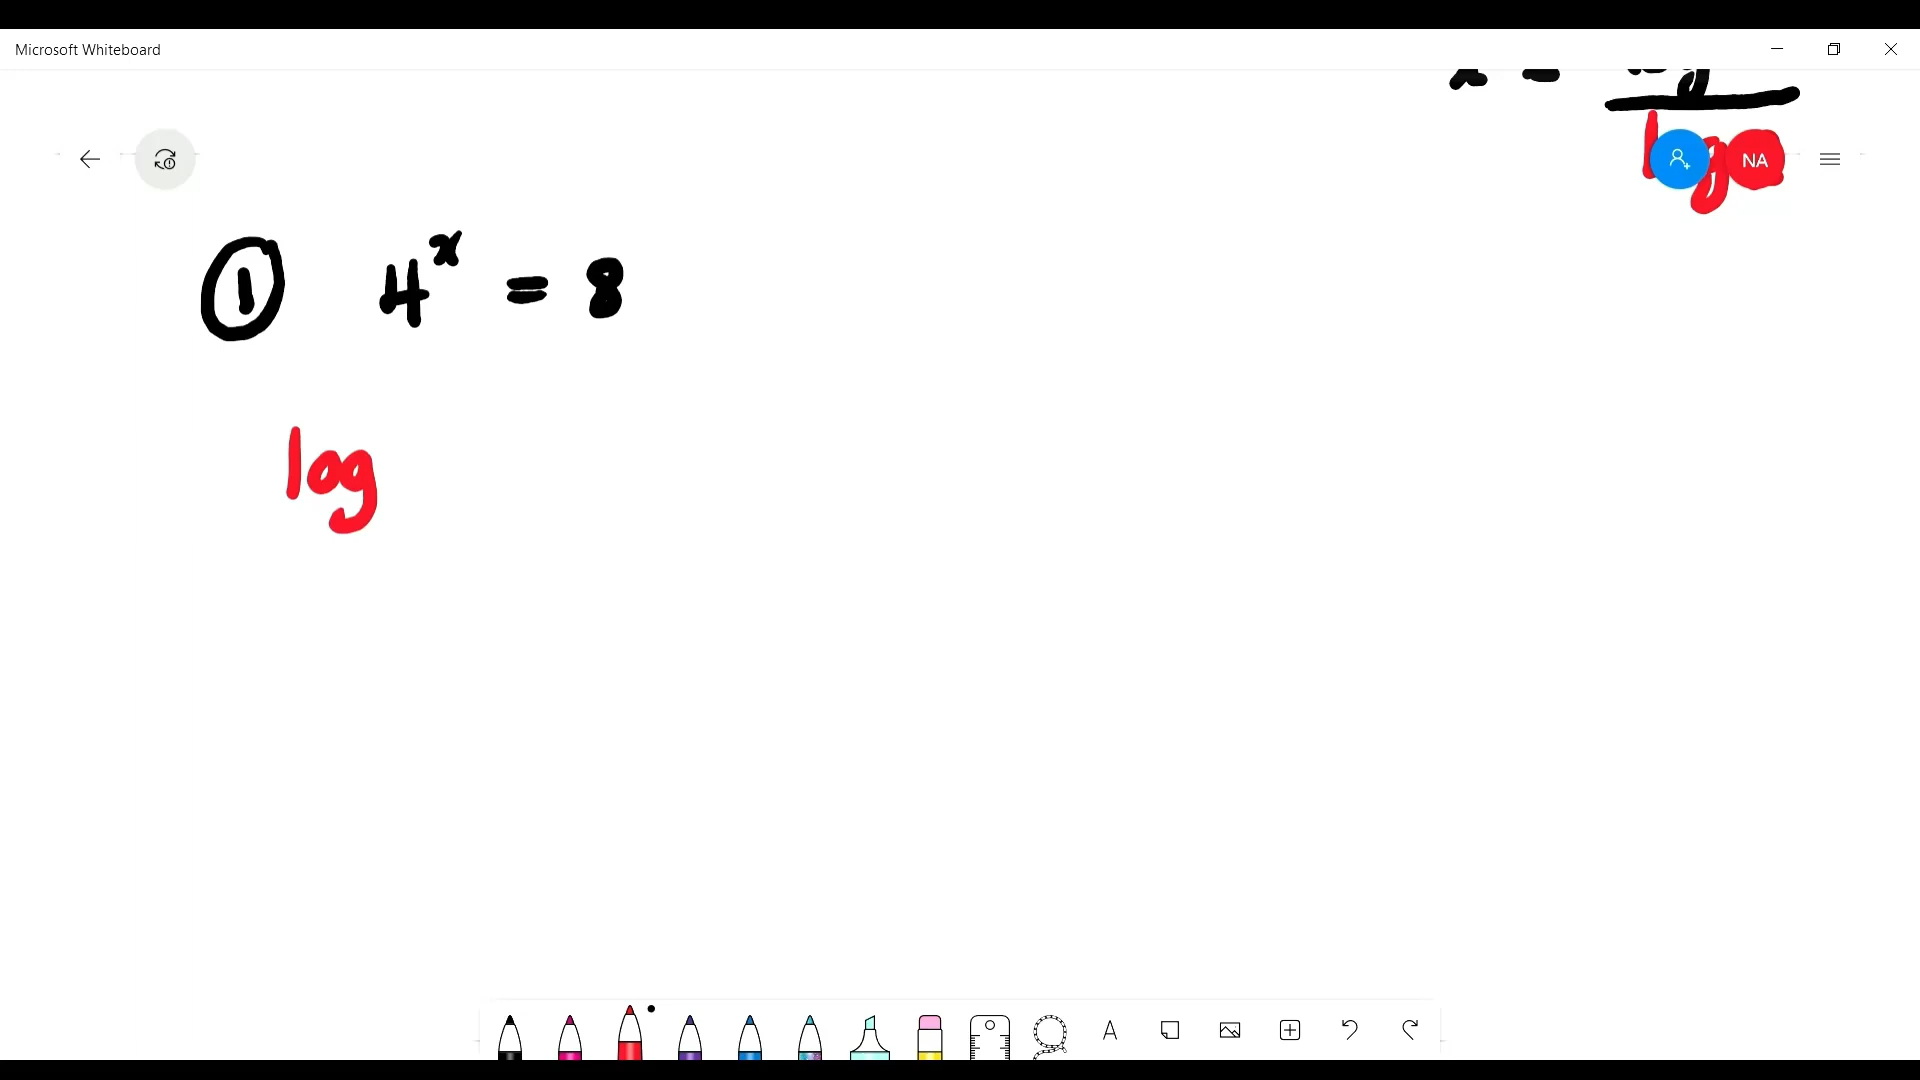 Microsoft Whiteboard
NA
① 4^x = 8
log
A